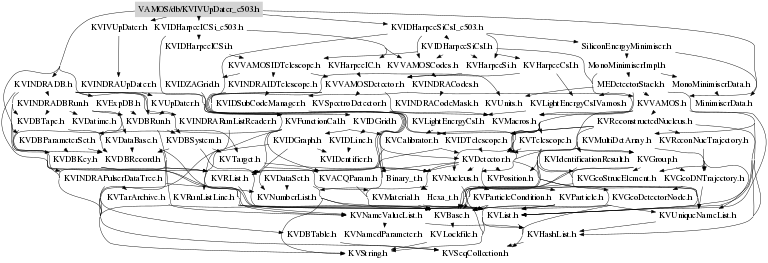 VAMOS/db/KVIVUpDater_e503.h
KVIVUpDater.h KVIDHarpeeICSi_e503.h KVIDHarpeeSiCsI_e503.h
KVIDHarpeeICSi.h KVIDHarpeeSiCsI.h SiliconEnergyMinimiser.h
KVVAMOSIDTelescope.h KVHarpeeIC.h KVVAMOSCodes.h KVHarpeeSi.h KVHarpeeCsI.h MonoMinorImpl.h
KVINDRADB.h KVINDRAUpDater.h KVIDZAGrid.h KVINDRAIDTelescope.h KVVAMOSDetector.h KVINDRACodes.h MEDetectorStack.h MonoMinimiserData.h
KVINDRADBRun.h KVExpDB.h KVUpDater.h KVIDSubCodeManager.h KVSpectroDetector.h KVINDRACodeMask.h KVUnits.h KVLightEnergyCsIVamos.h KVVAMOS.h MinimiserData.h
KVDBTape.h KVDatime.h KVDBRun.h KVINDRARunListReader.h KVFunctionCal.h KVIDGrid.h KVLightEnergyCsI.h KVMacros.h KVReconstructedNucleus.h
KVDBParameterSet.h KVDataBase.h KVDBSystem.h KVIDGraph.h KVIDLine.h KVCalibrator.h KVIDTelescope.h KVTelescope.h KVMultiDetArray.h KVReconNucTrajectory.h
KVDBKey.h KVDBRecord.h KVTarget.h KVIDentifier.h KVDetector.h KVIdentificationResult.h KVGroup.h
KVINDRAPulserDataTree.h KVRList.h KVDataSet.h KVACQParam.h Binary_t.h KVNucleus.h KVPosition.h KVGeoStrucElement.h KVGeoDNTrajectory.h
KVTarArchive.h KVRunListLine.h KVNumberList.h KVMaterial.h Hexa_t.h KVParticleCondition.h KVParticle.h KVGeoDetectorNode.h
KVNameValueList.h KVBase.h KVList.h KVUniqueNameList.h
KVDBTable.h KVNamedParameter.h KVLockfile.h KVHashList.h
KVString.h KVSeqCollection.h